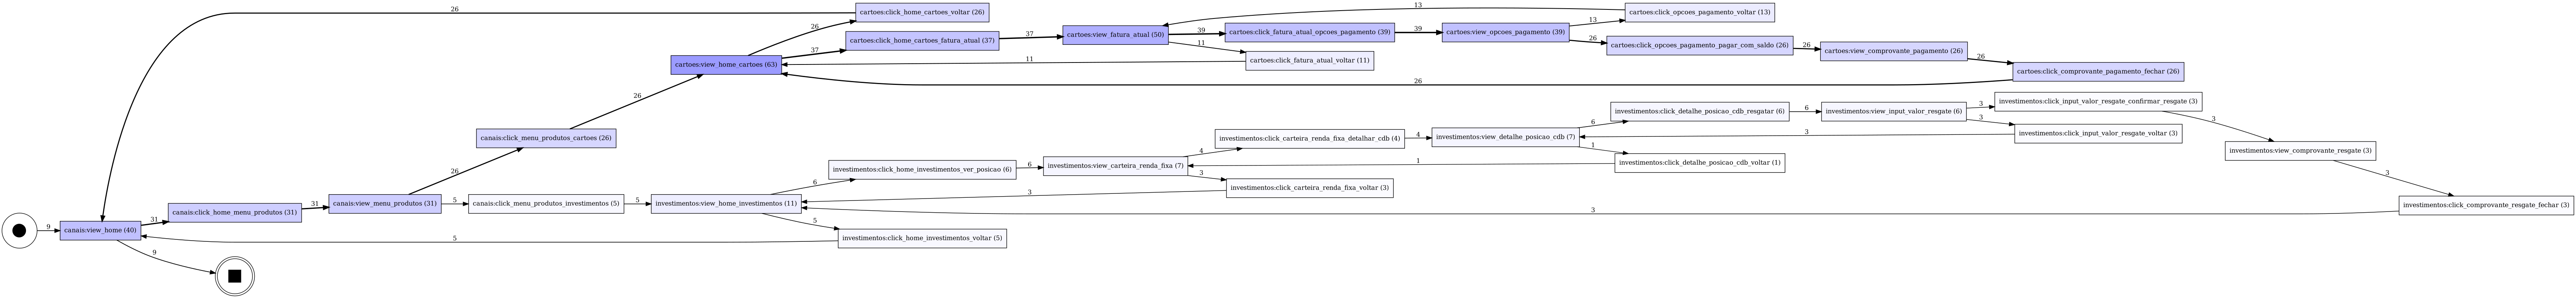 26
cartoes:click_home_cartoes_voltar (26)
13
cartoes:click_opcoes_pagamento_voltar (13)
26
37
cartoes:click_home_cartoes_fatura_atual (37)
37
cartoes:view_fatura_atual (50)
39
cartoes:click_fatura_atual_opcoes_pagamento (39)
39
cartoes:view_opcoes_pagamento (39)
13
26
cartoes:click_opcoes_pagamento_pagar_com_saldo (26)
26
cartoes:view_comprovante_pagamento (26)
26
cartoes:click_comprovante_pagamento_fechar (26)
11
cartoes:click_fatura_atual_voltar (11)
11
cartoes:view_home_cartoes (63)
26
26
canais:click_menu_produtos_cartoes (26)
26
investimentos:click_detalhe_posicao_cdb_resgatar (6)
6
investimentos:view_input_valor_resgate (6)
3
investimentos:click_input_valor_resgate_confirmar_resgate (3)
3
investimentos:click_input_valor_resgate_voltar (3)
3
3
investimentos:view_comprovante_resgate (3)
3
investimentos:click_carteira_renda_fixa_detalhar_cdb (4)
4
investimentos:view_detalhe_posicao_cdb (7)
6
1
investimentos:click_detalhe_posicao_cdb_voltar (1)
1
investimentos:click_home_investimentos_ver_posicao (6)
6
investimentos:view_carteira_renda_fixa (7)
4
3
investimentos:click_carteira_renda_fixa_voltar (3)
3
9
canais:view_home (40)
31
canais:click_home_menu_produtos (31)
31
canais:view_menu_produtos (31)
5
canais:click_menu_produtos_investimentos (5)
5
investimentos:view_home_investimentos (11)
6
5
3
investimentos:click_comprovante_resgate_fechar (3)
investimentos:click_home_investimentos_voltar (5)
5
9